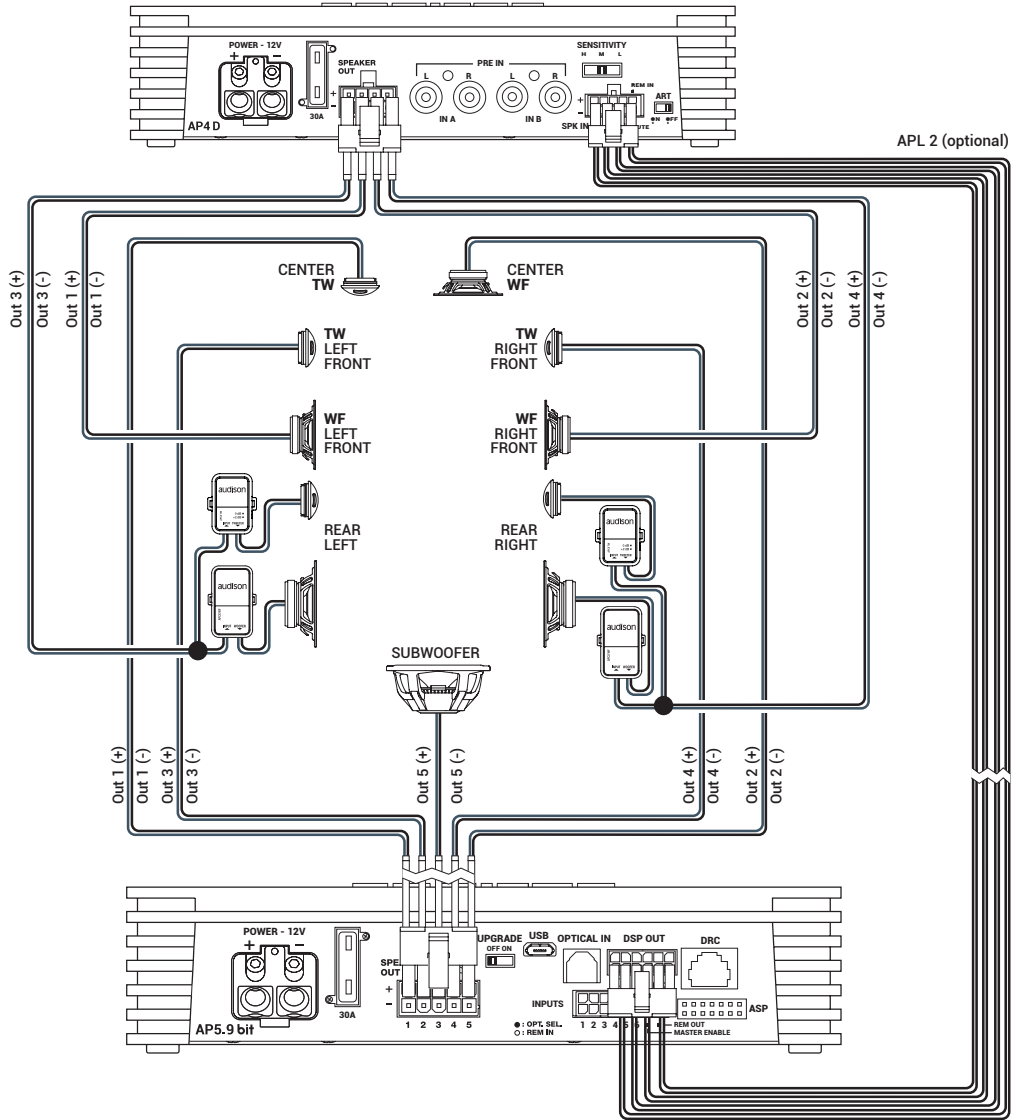 POWER - 12V
+ -
30A
SPEAKER
OUT
+
-
PRE IN
L R L R
IN A IN B
SENSITIVITY
H M L
REM IN
ART
+
-
SPK IN
ON OFF
AP4 D
APL 2 (optional)
Out 3 (+)
Out 3 (-)
Out 1 (+)
Out 1 (-)
CENTER
TW
CENTER
WF
Out 2 (+)
Out 2 (-)
Out 4 (+)
Out 4 (-)
TW
LEFT
FRONT
TW
RIGHT
FRONT
WF
LEFT
FRONT
WF
RIGHT
FRONT
audison
REAR
LEFT
audison
REAR
RIGHT
audison
audison
SUBWOOFER
Out 1 (+)
Out 1 (-)
Out 3 (+)
Out 3 (-)
Out 5 (+)
Out 5 (-)
Out 4 (+)
Out 4 (-)
Out 2 (+)
Out 2 (-)
POWER - 12V
+ -
30A
OUT
+
-
1 2 3 4 5
UPGRADE
OFF ON
USB
OPTICAL IN
DSP OUT
DRC
INPUTS
ASP
1 2 3 4 5
● : OPT. SEL.
○ : REM IN
REM OUT
MASTER ENABLE
AP5.9 bit